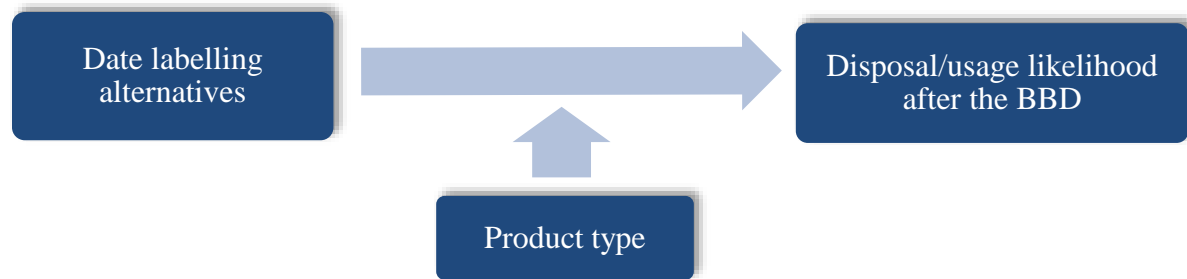 Date labelling
alternatives
Disposal/usage likelihood
after the BBD
Product type